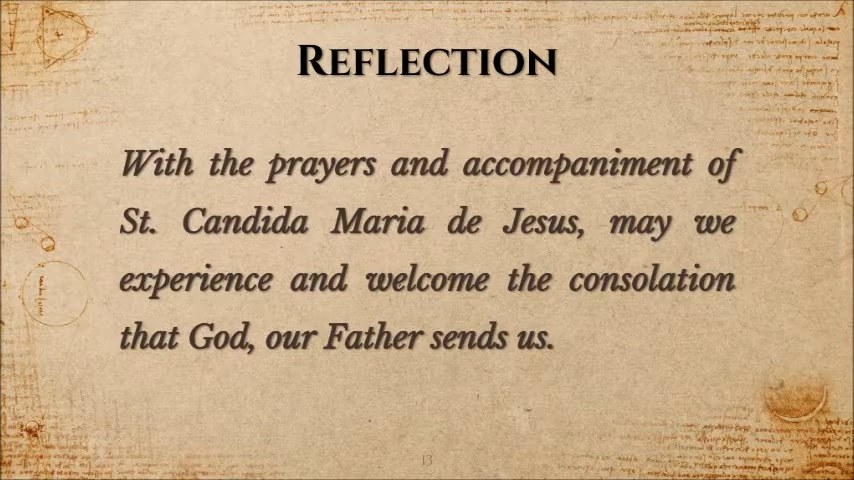 REFLECTION
With the prayers and accompaniment of
St. Candida Maria de Jesus, may we
experience and welcome the consolation
that God, our Father sends us.
13